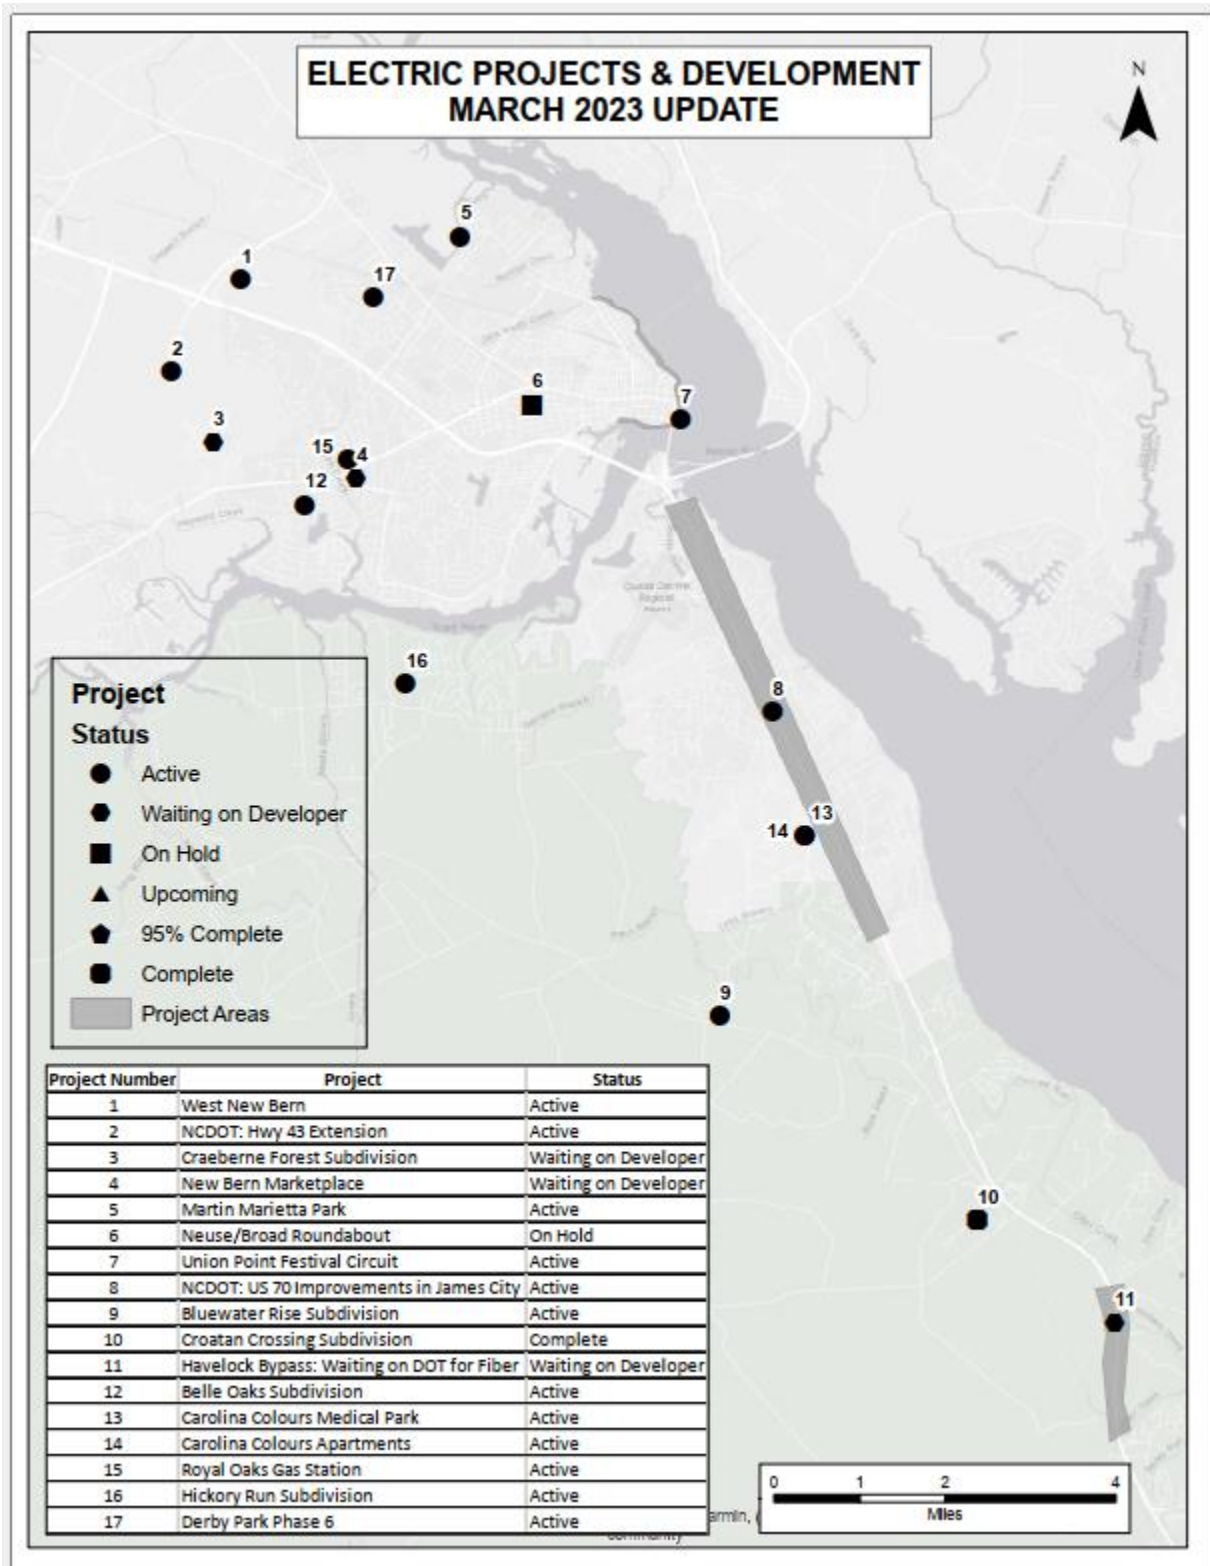 ELECTRIC PROJECTS & DEVELOPMENT
MARCH 2023 UPDATE
N
5
1
17
2
6
7
3
15
4
12
16
8
13
14
9
10
11
Project
Status
Active
Waiting on Developer
On Hold
Upcoming
95% Complete
Complete
Project Areas
Project Number Project Status
1 West New Bern Active
2 NCDOT: Hwy 43 Extension Active
3 Craeberne Forest Subdivision Waiting on Developer
4 New Bern Marketplace Waiting on Developer
5 Martin Marietta Park Active
6 Neuse/Broad Roundabout On Hold
7 Union Point Festival Circuit Active
8 NCDOT: US 70 Improvements in James City Active
9 Bluewater Rise Subdivision Active
10 Croatan Crossing Subdivision Complete
11 Havelock Bypass: Waiting on DOT for Fiber Waiting on Developer
12 Belle Oaks Subdivision Active
13 Carolina Colours Medical Park Active
14 Carolina Colours Apartments Active
15 Royal Oaks Gas Station Active
16 Hickory Run Subdivision Active
17 Derby Park Phase 6 Active
0 1 2 4
Miles
armin, (
community